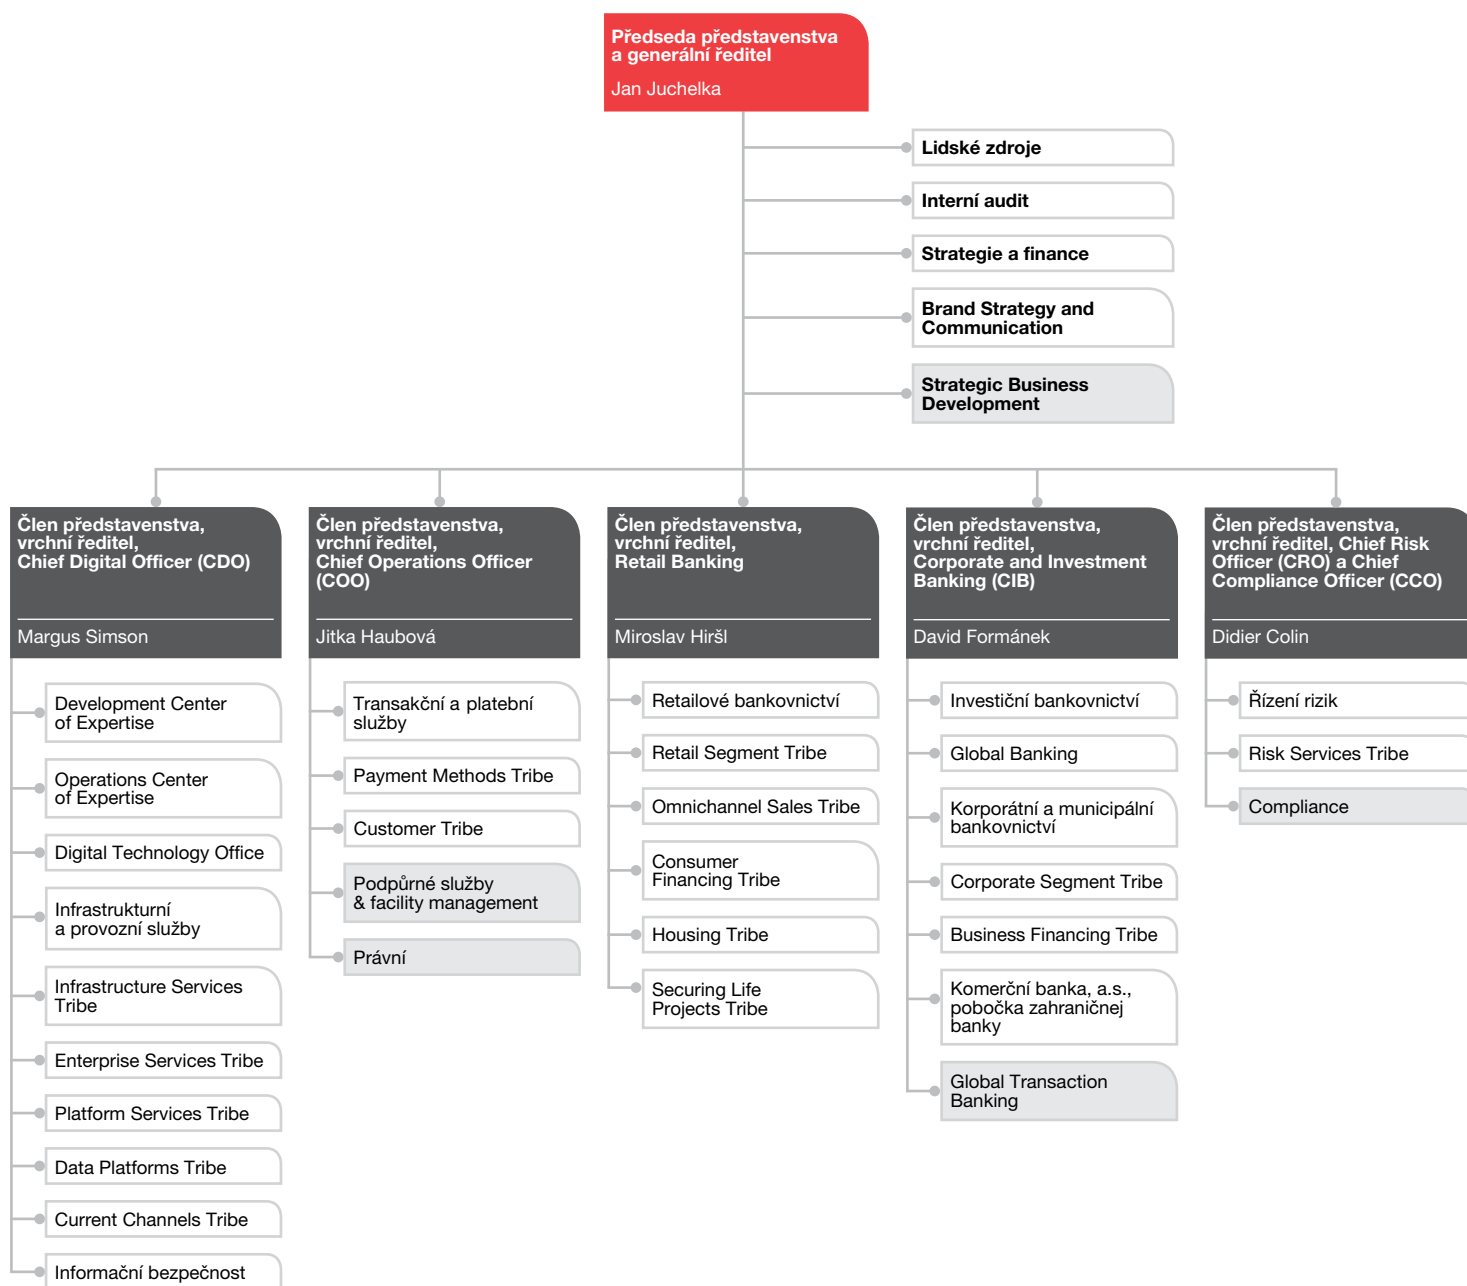 Předseda představenstva
a generální ředitel
Jan Juchelka
Lidské zdroje
Interní audit
Strategie a finance
Brand Strategy and
Communication
Strategic Business
Development
Člen představenstva,
vrchní ředitel,
Chief Digital Officer (CDO)
Margus Simson
Development Center
of Expertise
Operations Center
of Expertise
Digital Technology Office
Infrastrukturní
a provozní služby
Infrastructure Services
Tribe
Enterprise Services Tribe
Platform Services Tribe
Data Platforms Tribe
Current Channels Tribe
Informační bezpečnost
Člen představenstva,
vrchní ředitel,
Chief Operations Officer
(COO)
Jitka Haubová
Transakční a platební
služby
Payment Methods Tribe
Customer Tribe
Podpůrné služby
& facility management
Právní
Člen představenstva,
vrchní ředitel,
Retail Banking
Miroslav Hiršl
Retailové bankovnictví
Retail Segment Tribe
Omnichannel Sales Tribe
Consumer
Financing Tribe
Housing Tribe
Securing Life
Projects Tribe
Člen představenstva,
vrchní ředitel,
Corporate and Investment
Banking (CIB)
David Formánek
Investiční bankovnictví
Global Banking
Korporátní a municipální
bankovnictví
Corporate Segment Tribe
Business Financing Tribe
Komerční banka, a.s.,
pobočka zahraničnej
banky
Global Transaction
Banking
Člen představenstva,
vrchní ředitel, Chief Risk
Officer (CRO) a Chief
Compliance Officer (CCO)
Didier Colin
Řízení rizik
Risk Services Tribe
Compliance